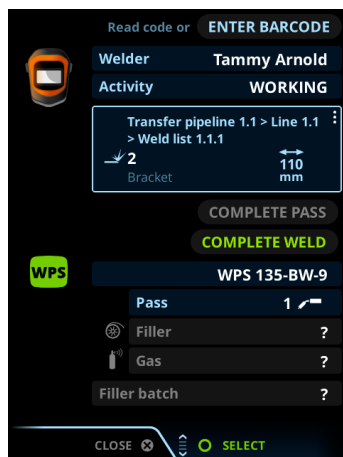 Read code or ENTER BARCODE
Welder Tammy Arnold
Activity WORKING
Transfer pipeline 1.1 > Line 1.1
> Weld list 1.1.1
2 110
Bracket mm
COMPLETE PASS
COMPLETE WELD
WPS WPS 135-BW-9
Pass 1
Filler ?
Gas ?
Filler batch ?
CLOSE SELECT